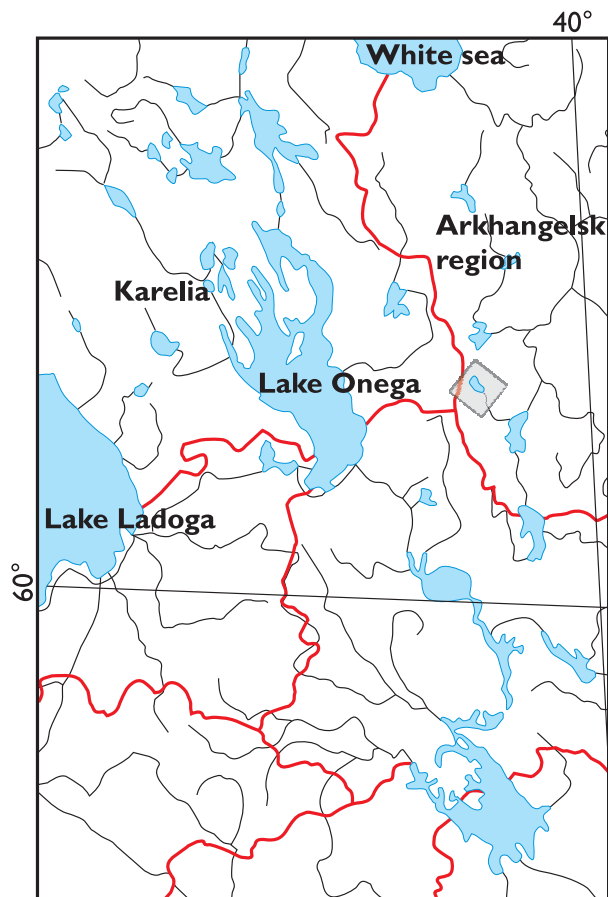 40°
White sea
Arkhangelsk
region
Karelia
Lake Onega
Lake Ladoga
60°